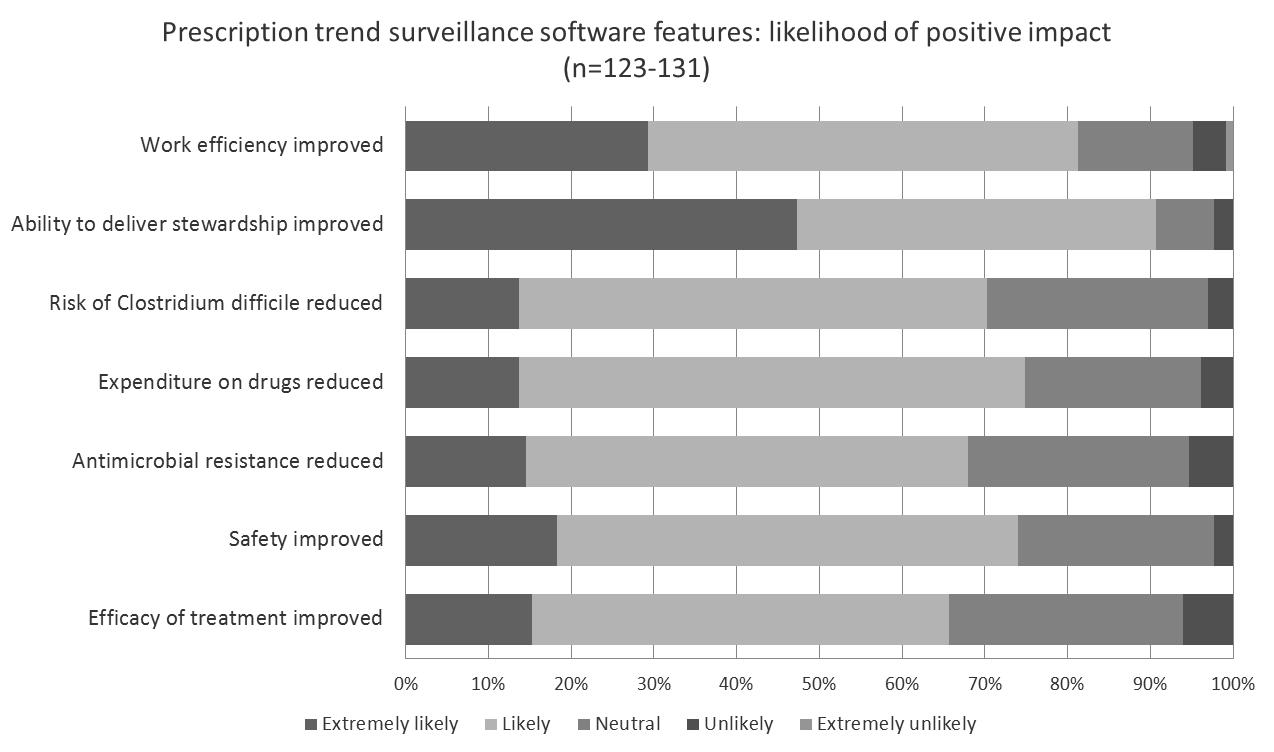 Prescription trend surveillance software features: likelihood of positive impact
(n=123-131)
Work efficiency improved
Ability to deliver stewardship improved
Risk of Clostridium difficile reduced
Expenditure on drugs reduced
Antimicrobial resistance reduced
Safety improved
Efficacy of treatment improved
0% 10% 20% 30% 40% 50% 60% 70% 80% 90% 100%
Extremely likely Likely Neutral Unlikely Extremely unlikely